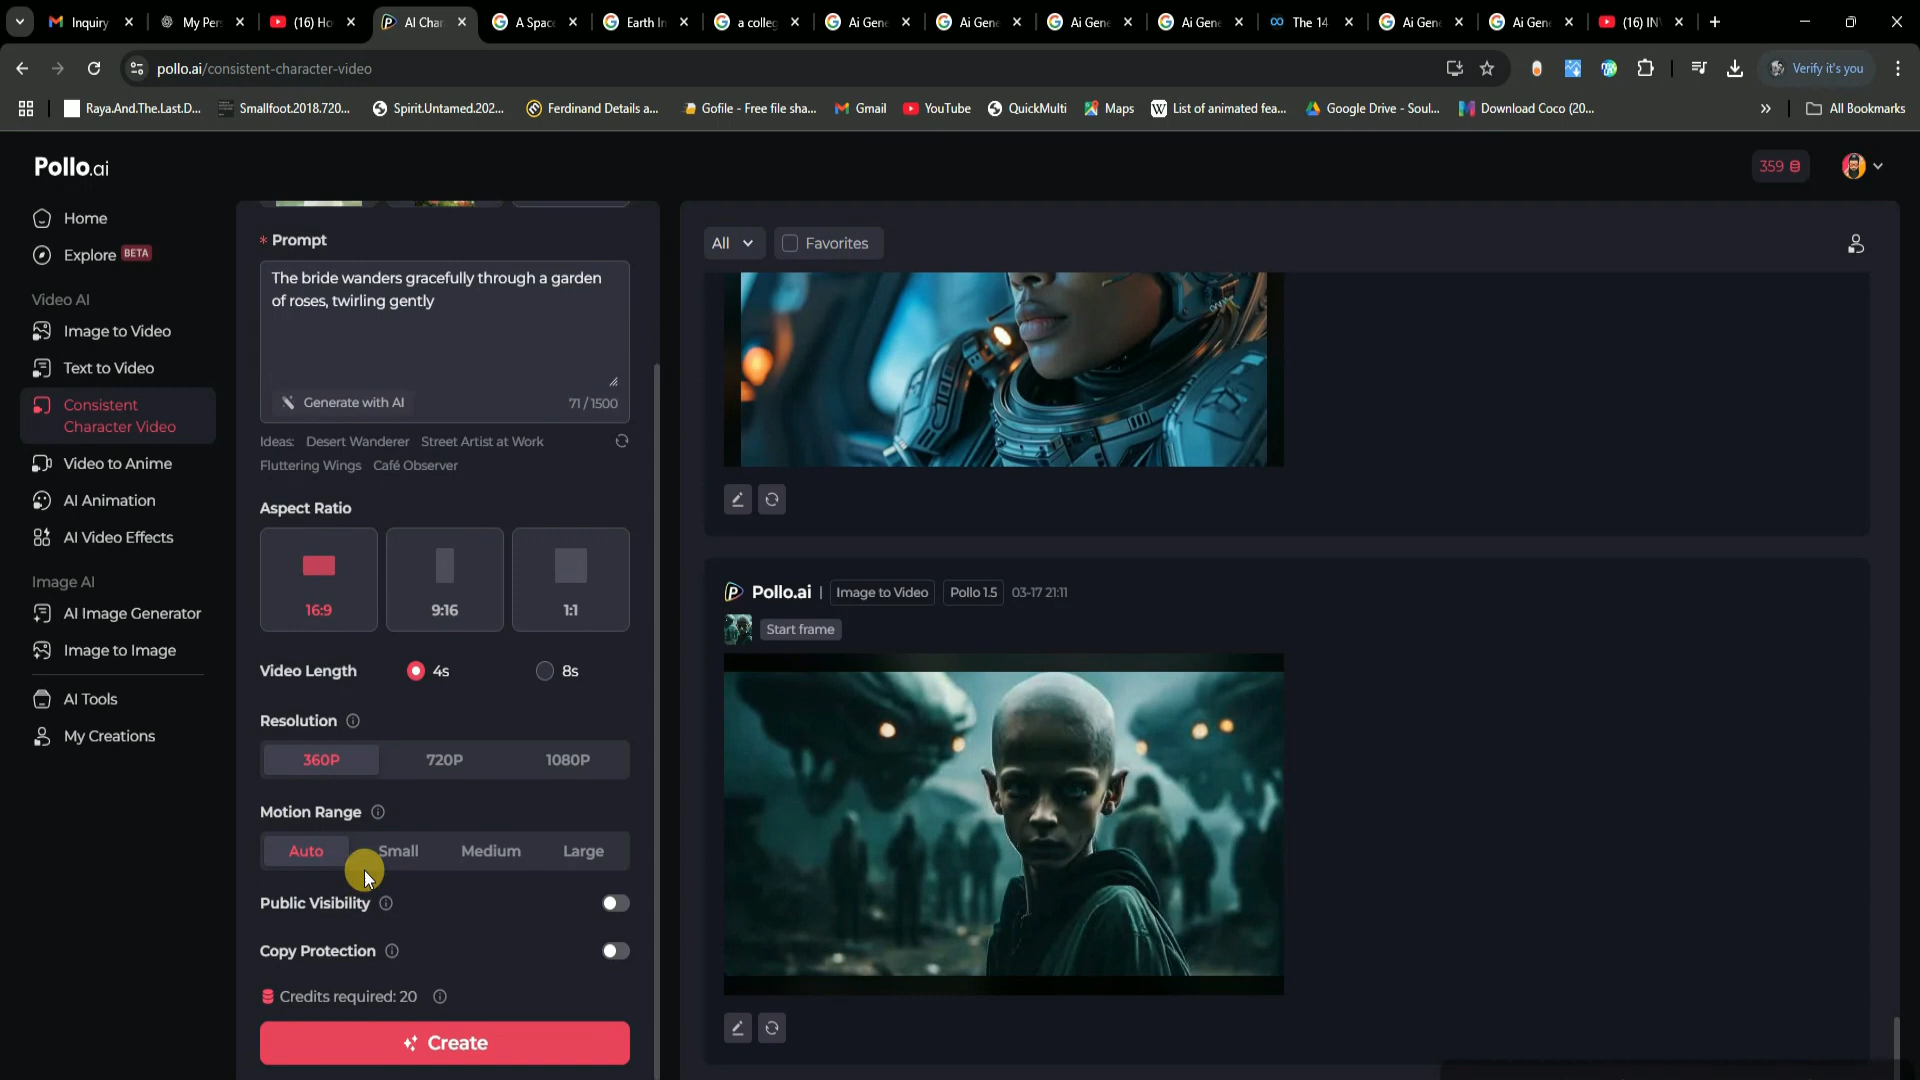 Inquiry
My Per
(16) Ho
AI Char
A Spac
Earth In
a colleg
Ai Gene
Ai Gene
Ai Gene
Ai Gene
The 14
Ai Gen
Ai Gen
(16) IN
pollo.ai/consistent-character-video
Verify it's you
Raya.And.The.Last.D...
Smallfoot.2018.720...
Spirit.Untamed.202...
Ferdinand Details a...
Gofile - Free file sha...
Gmail
YouTube
QuickMulti
Maps
List of animated fea...
Google Drive - Soul...
Download Coco (20...
All Bookmarks
Pollo.ai
359
Home
Explore BETA
Video AI
Image to Video
Text to Video
Consistent
Character Video
Video to Anime
AI Animation
AI Video Effects
Image AI
AI Image Generator
Image to Image
AI Tools
My Creations
* Prompt
The bride wanders gracefully through a garden
of roses, twirling gently
Generate with AI
71 / 1500
Ideas: Desert Wanderer Street Artist at Work
Fluttering Wings Café Observer
Aspect Ratio
16:9
9:16
1:1
Video Length
4s
8s
Resolution
360P
720P
1080P
Motion Range
Auto
Small
Medium
Large
Public Visibility
Copy Protection
Credits required: 20
Create
All
Favorites
Pollo.ai | Image to Video Pollo 1.5 03-17 21:11
Start frame